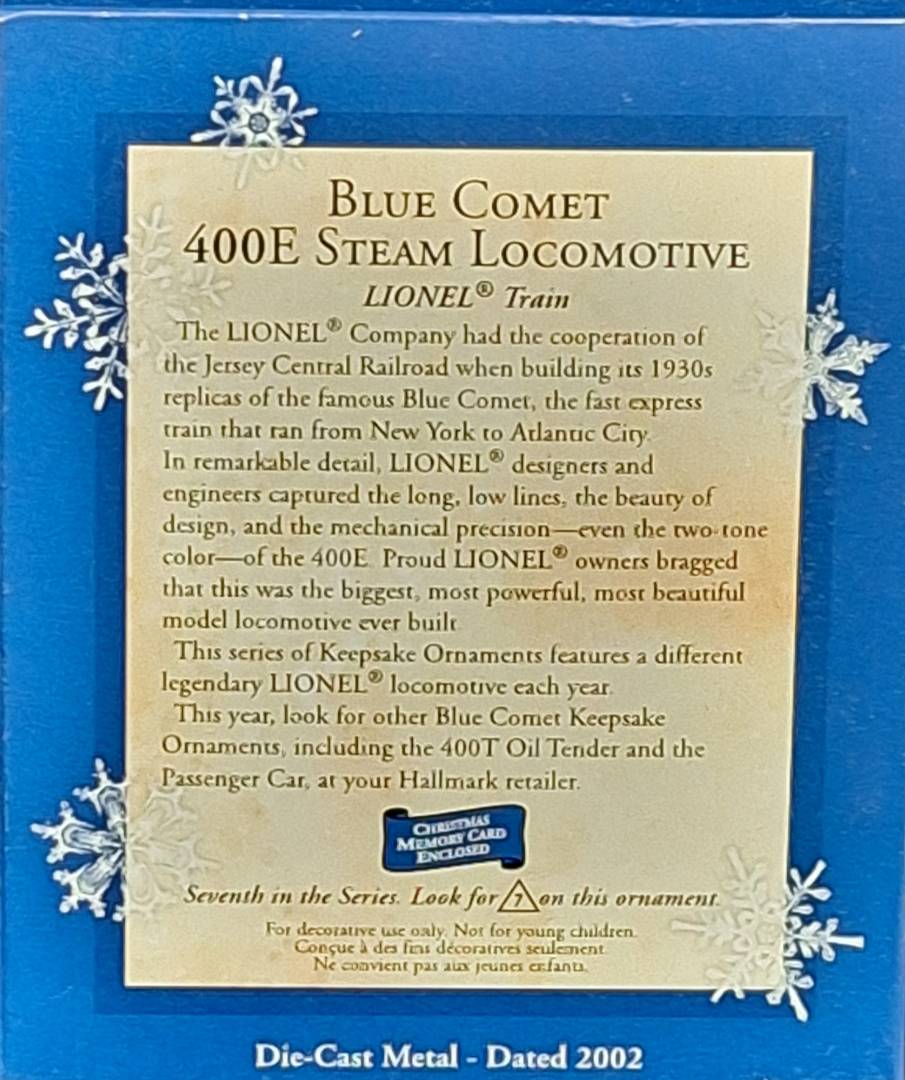 BLUE COMET
400E STEAM LOCOMOTIVE
LIONEL® Train
The LIONEL® Company had the cooperation of
the Jersey Central Railroad when building its 1930s
replicas of the famous Blue Comet, the fast express
train that ran from New York to Atlantic City.
In remarkable detail, LIONEL® designers and
engineers captured the long, low lines, the beauty of
design, and the mechanical precision—even the two-tone
color—of the 400E. Proud LIONEL® owners bragged
that this was the biggest, most powerful, most beautiful
model locomotive ever built.
This series of Keepsake Ornaments features a different
legendary LIONEL® locomotive each year.
This year, look for other Blue Comet Keepsake
Ornaments, including the 400T Oil Tender and the
Passenger Car, at your Hallmark retailer.
CHRISTMAS
MEMORY CARD
ENCLOSED
Seventh in the Series. Look for 7 on this ornament.
For decorative use only. Not for young children.
Conçue à des fins décoratives seulement.
Ne convient pas aux jeunes enfants.
Die-Cast Metal - Dated 2002